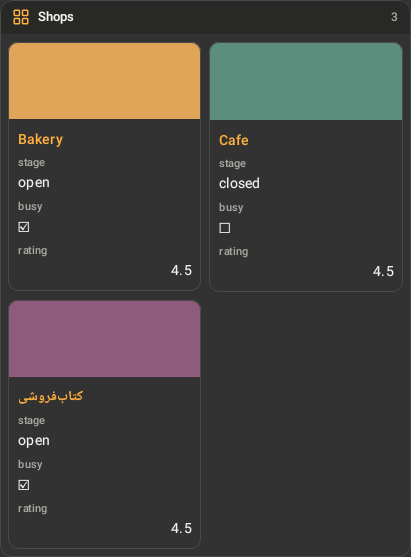 Shops 3
Bakery
stage
open
busy
☑
rating
4.5
Cafe
stage
closed
busy
☐
rating
4.5
کتاب‌فروشی
stage
open
busy
☑
rating
4.5